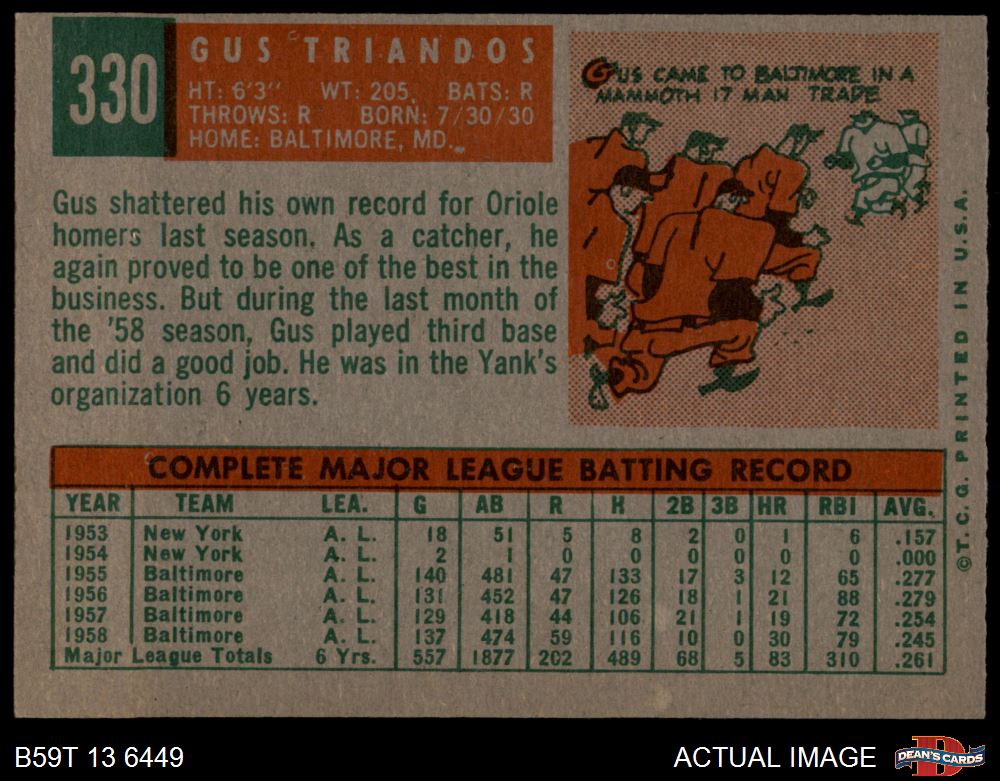 330
GUS TRIANDOS
HT: 6'3" WT: 205, BATS: R
THROWS: R BORN: 7/30/30
HOME: BALTIMORE, MD.
GUS CAME TO BALTIMORE IN A
MAMMOTH 17 MAN TRADE
Gus shattered his own record for Oriole
homers last season. As a catcher, he
again proved to be one of the best in the
business. But during the last month of
the '58 season, Gus played third base
and did a good job. He was in the Yank's
organization 6 years.
COMPLETE MAJOR LEAGUE BATTING RECORD
YEAR TEAM LEA. G AB R H 2B 3B HR RBI AVG.
1953 New York A. L. 18 51 5 8 2 0 1 6 .157
1954 New York A. L. 2 1 0 0 0 0 0 0 .000
1955 Baltimore A. L. 140 481 47 133 17 3 12 65 .277
1956 Baltimore A. L. 131 452 47 126 18 1 21 88 .279
1957 Baltimore A. L. 129 418 44 106 21 1 19 72 .254
1958 Baltimore A. L. 137 474 59 116 10 0 30 79 .245
Major League Totals 6 Yrs. 557 1877 202 489 68 5 83 310 .261
©T. C. G. PRINTED IN U.S.A.
B59T 13 6449
ACTUAL IMAGE
D
DEAN'S CARDS